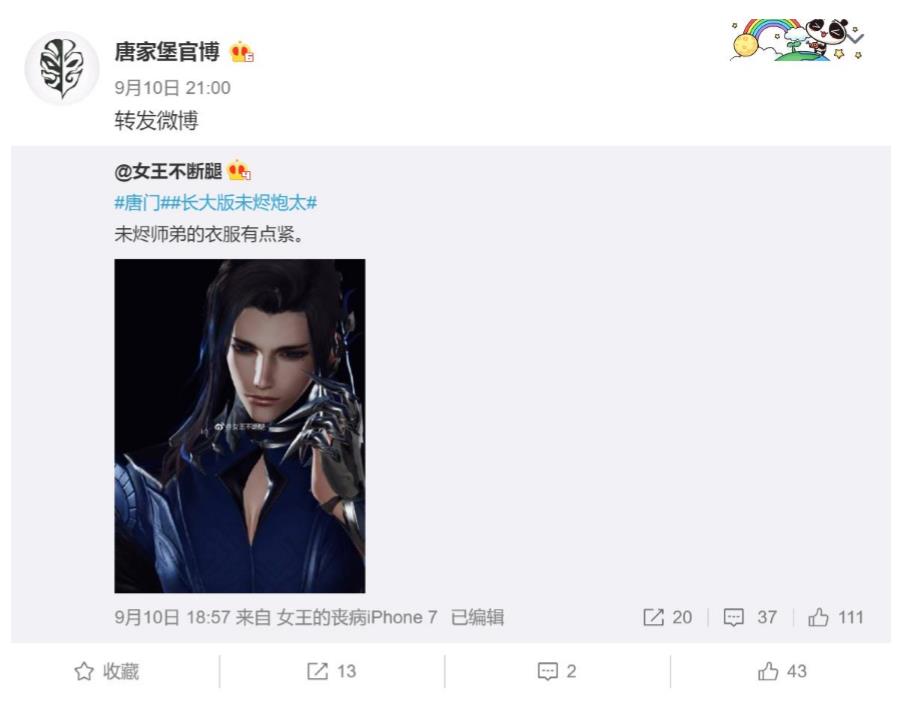 唐家堡官博
9月10日 21:00
转发微博
@女王不断腿
#唐门##长大版未烬炮太#
未烬师弟的衣服有点紧。
@女王不断腿
9月10日 18:57 来自 女王的丧病iPhone 7 已编辑
20 37 111
收藏 13 2 43